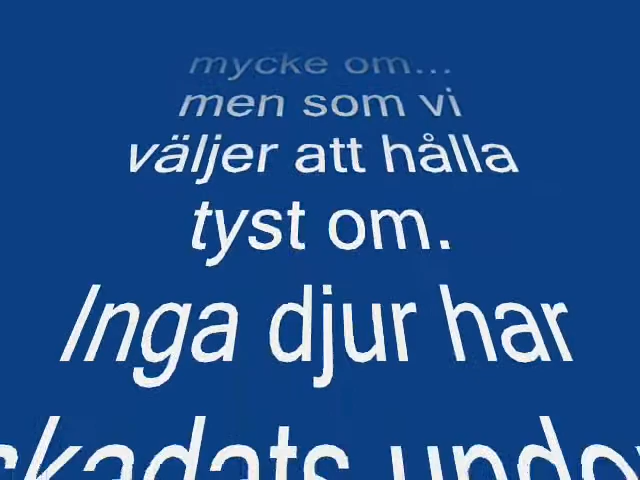 mycke om...
men som vi
väljer att hålla
tyst om.
Inga djur har